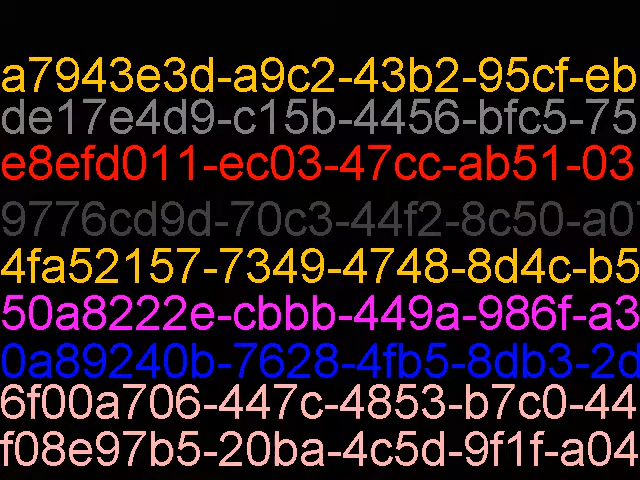 a7943e3d-a9c2-43b2-95cf-eb
de17e4d9-c15b-4456-bfc5-75
e8efd011-ec03-47cc-ab51-03
9776cd9d-70c3-44f2-8c50-a07
4fa52157-7349-4748-8d4c-b5
50a8222e-cbbb-449a-986f-a3
0a89240b-7628-4fb5-8db3-2d
6f00a706-447c-4853-b7c0-44
f08e97b5-20ba-4c5d-9f1f-a04